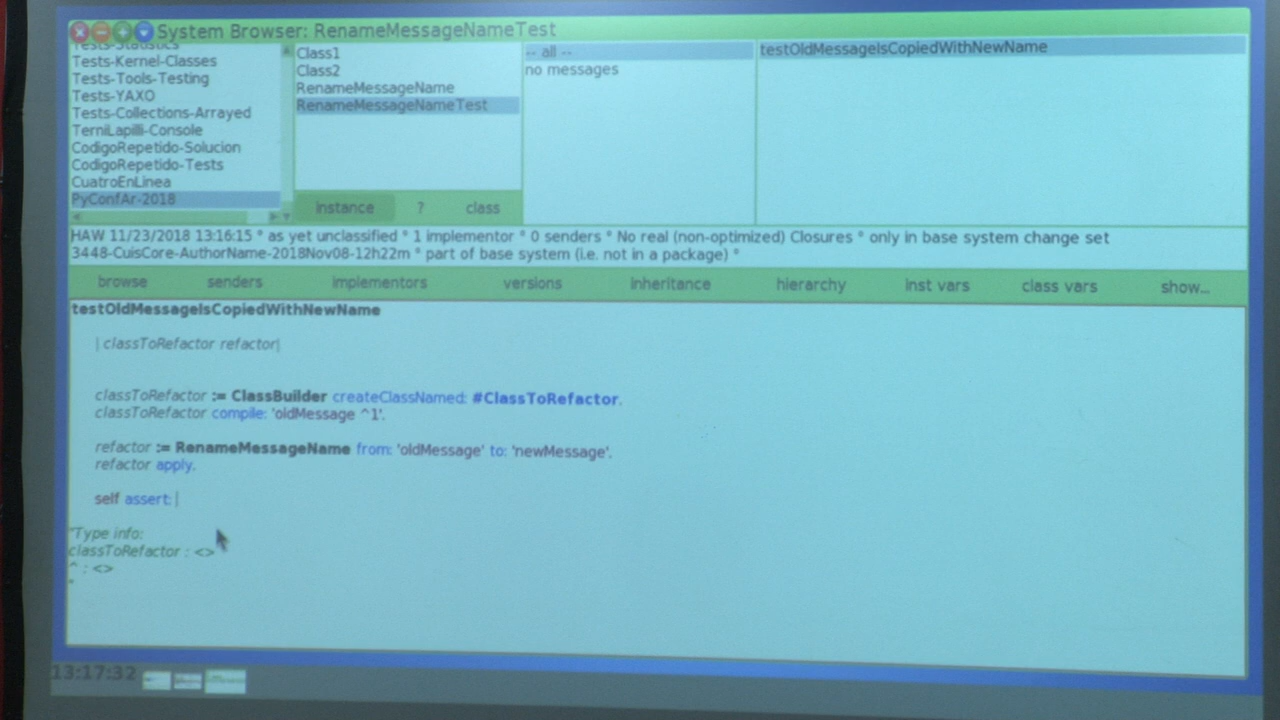 System Browser: RenameMessageNameTest
Tests-Statistics
Tests-Kernel-Classes
Tests-Tools-Testing
Tests-YAXO
Tests-Collections-Arrayed
TerniLapilli-Console
CodigoRepetido-Solucion
CodigoRepetido-Tests
CuatroEnLinea
PyConfAr-2018
Class1
Class2
RenameMessageName
RenameMessageNameTest
instance ? class
-- all --
no messages
testOldMessageIsCopiedWithNewName
HAW 11/23/2018 13:16:15 * as yet unclassified * 1 implementor * 0 senders * No real (non-optimized) Closures * only in base system change set
3448-CuisCore-AuthorName-2018Nov08-12h22m * part of base system (i.e. not in a package) *
browse senders implementors versions inheritance hierarchy inst vars class vars show...
testOldMessageIsCopiedWithNewName
| classToRefactor refactor|
classToRefactor := ClassBuilder createClassNamed: #ClassToRefactor.
classToRefactor compile: 'oldMessage ^1'.
refactor := RenameMessageName from: 'oldMessage' to: 'newMessage'.
refactor apply.
self assert: 
"Type info:
classToRefactor : <>
^ : <>
"
13:17:32